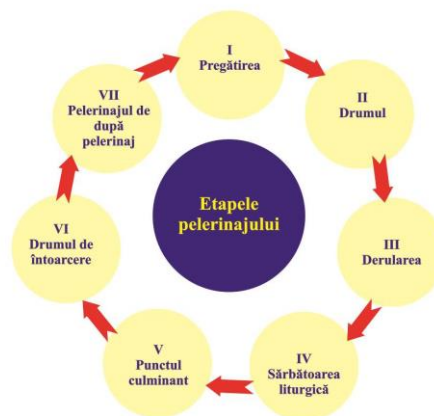 I
Pregătirea
II
Drumul
III
Derularea
IV
Sărbătoarea
liturgică
V
Punctul
culminant
VI
Drumul de
întoarcere
VII
Pelerinajul de
după
pelerinaj
Etapele
pelerinajului